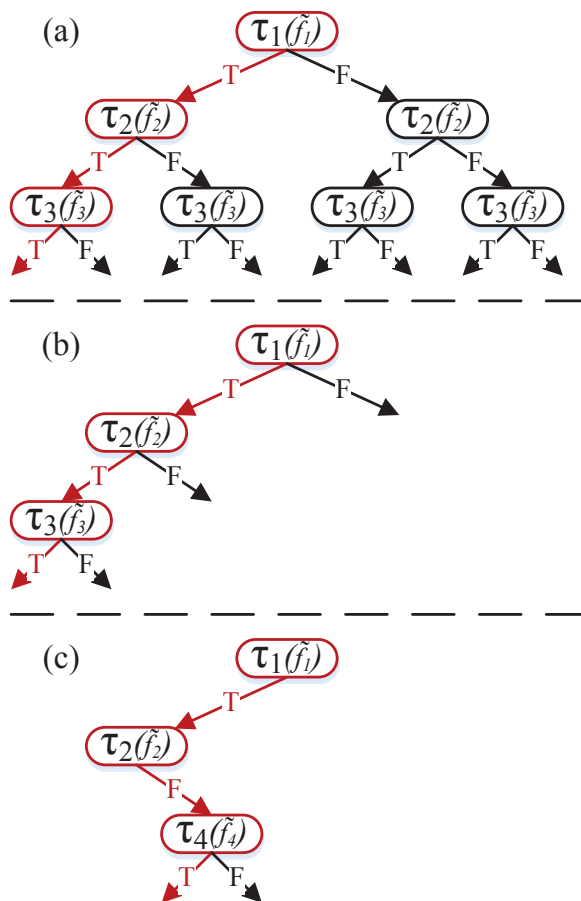 (a)
τ₁(f̃₁)
T F
τ₂(f̃₂) τ₂(f̃₂)
T F T F
τ₃(f̃₃) τ₃(f̃₃) τ₃(f̃₃) τ₃(f̃₃)
T F T F T F T F
(b)
τ₁(f̃₁)
T F
τ₂(f̃₂)
T F
τ₃(f̃₃)
T F
(c)
τ₁(f̃₁)
T
τ₂(f̃₂)
F
τ₄(f̃₄)
T F